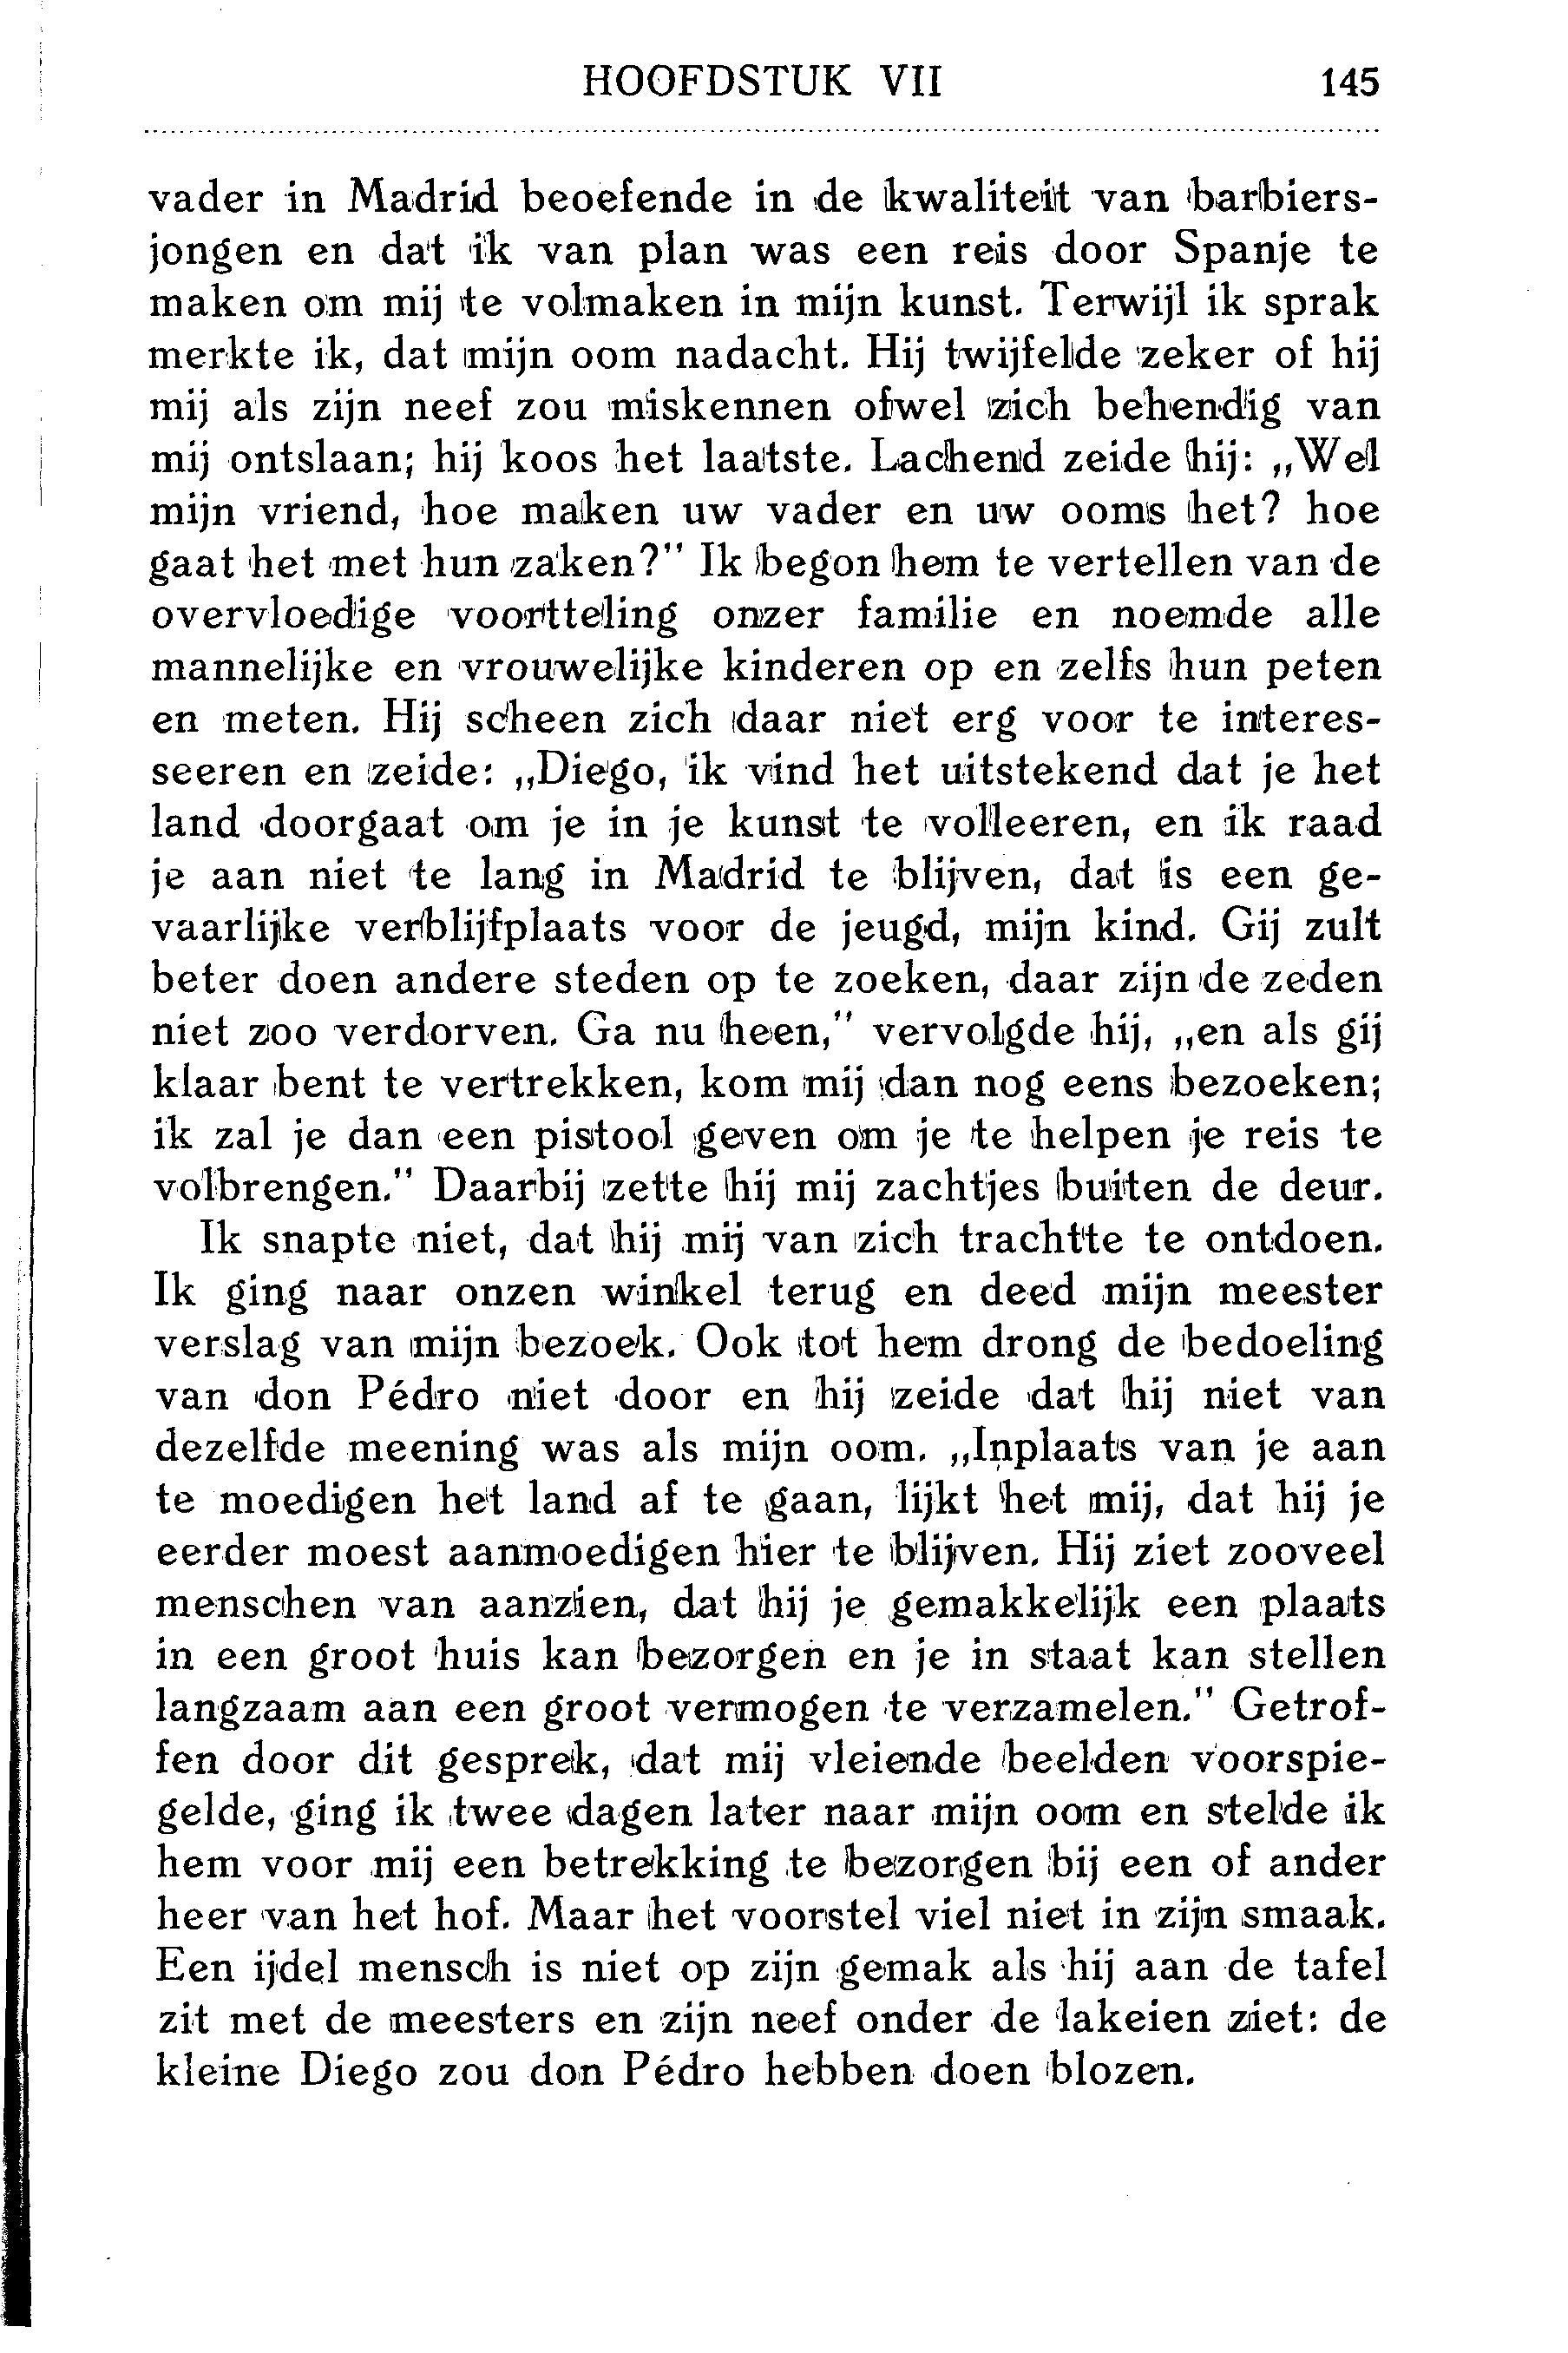 HOOFDSTUK VII 145
vader in Madrid beoefende in de kwaliteit van barbiers-
jongen en dat ik van plan was een reis door Spanje te
maken om mij te volmaken in mijn kunst. Terwijl ik sprak
merkte ik, dat mijn oom nadacht. Hij twijfelde zeker of hij
mij als zijn neef zou miskennen ofwel zich behendig van
mij ontslaan; hij koos het laatste. Lachend zeide hij: „Wel
mijn vriend, hoe maken uw vader en uw ooms het? hoe
gaat het met hun zaken?" Ik begon hem te vertellen van de
overvloedige voortteling onzer familie en noemde alle
mannelijke en vrouwelijke kinderen op en zelfs hun peten
en meten. Hij scheen zich daar niet erg voor te interes-
seeren en zeide: „Diego, ik vind het uitstekend dat je het
land doorgaat om je in je kunst te volleeren, en ik raad
je aan niet te lang in Madrid te blijven, dat is een ge-
vaarlijke verblijfplaats voor de jeugd, mijn kind. Gij zult
beter doen andere steden op te zoeken, daar zijn de zeden
niet zoo verdorven. Ga nu heen," vervolgde hij, „en als gij
klaar bent te vertrekken, kom mij dan nog eens bezoeken;
ik zal je dan een pistool geven om je te helpen je reis te
volbrengen." Daarbij zette hij mij zachtjes buiten de deur.
Ik snapte niet, dat hij mij van zich trachtte te ontdoen.
Ik ging naar onzen winkel terug en deed mijn meester
verslag van mijn bezoek. Ook tot hem drong de bedoeling
van don Pédro niet door en hij zeide dat hij niet van
dezelfde meening was als mijn oom. „Inplaats van je aan
te moedigen het land af te gaan, lijkt het mij, dat hij je
eerder moest aanmoedigen hier te blijven. Hij ziet zooveel
menschen van aanzien, dat hij je gemakkelijk een plaats
in een groot huis kan bezorgen en je in staat kan stellen
langzaam aan een groot vermogen te verzamelen." Getrof-
fen door dit gesprek, dat mij vleiende beelden voorspie-
gelde, ging ik twee dagen later naar mijn oom en stelde ik
hem voor mij een betrekking te bezorgen bij een of ander
heer van het hof. Maar het voorstel viel niet in zijn smaak.
Een ijdel mensch is niet op zijn gemak als hij aan de tafel
zit met de meesters en zijn neef onder de lakeien ziet: de
kleine Diego zou don Pédro hebben doen blozen.